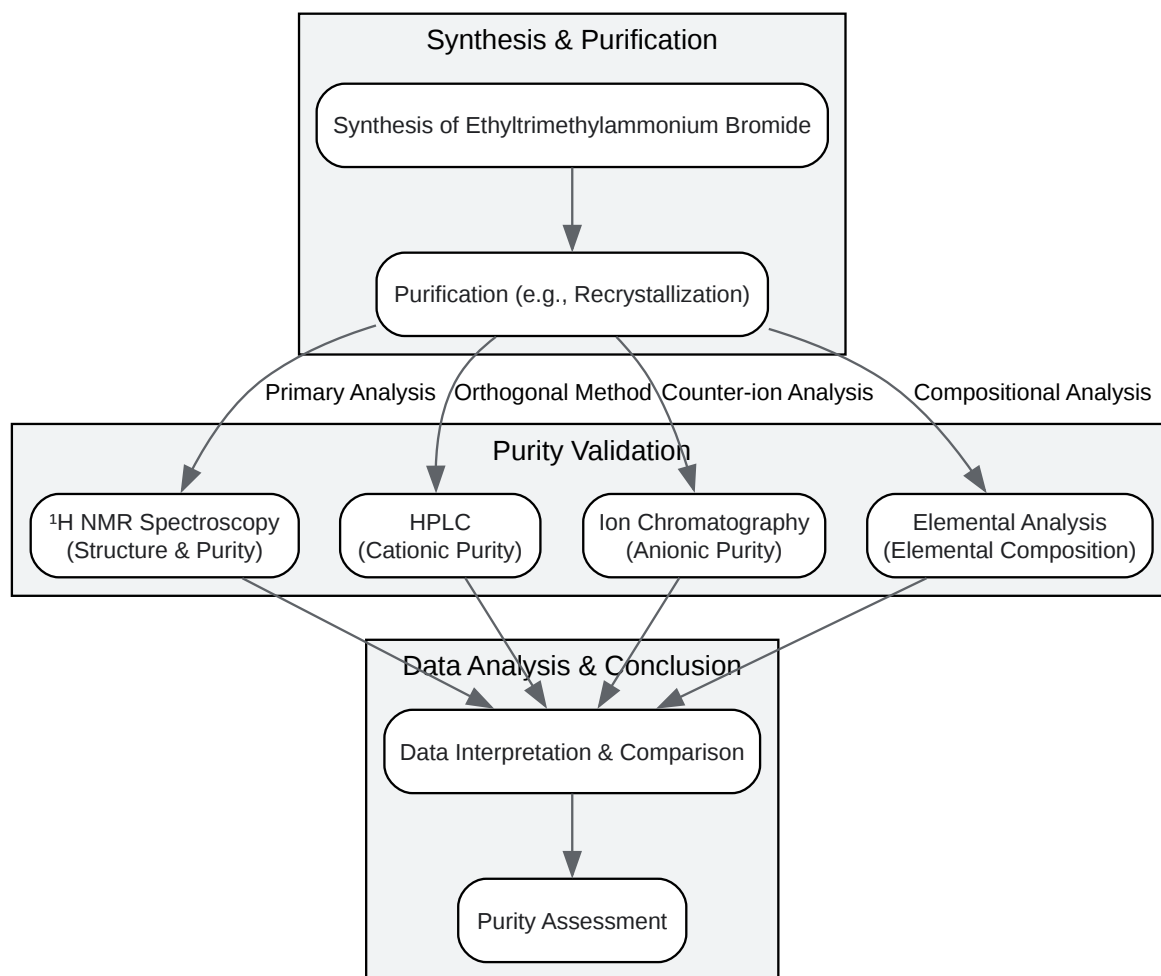 Synthesis & Purification
Synthesis of Ethyltrimethylammonium Bromide
Purification (e.g., Recrystallization)
Primary Analysis
Orthogonal Method
Counter-ion Analysis
Compositional Analysis
Purity Validation
¹H NMR Spectroscopy
(Structure & Purity)
HPLC
(Cationic Purity)
Ion Chromatography
(Anionic Purity)
Elemental Analysis
(Elemental Composition)
Data Analysis & Conclusion
Data Interpretation & Comparison
Purity Assessment